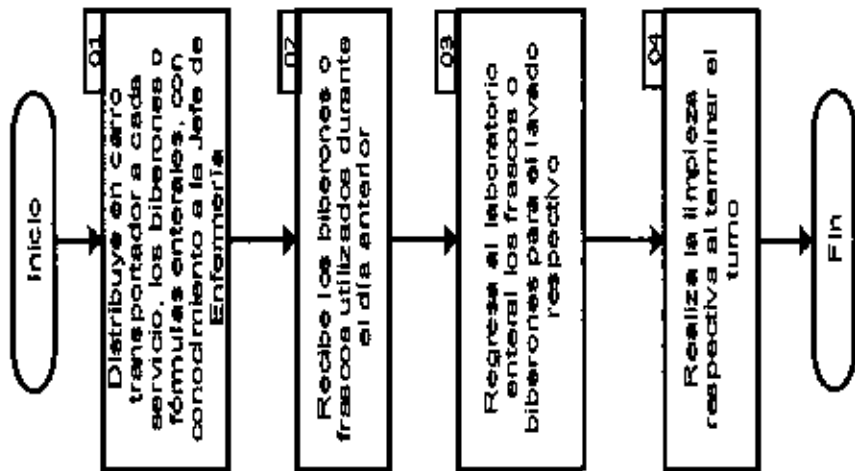 Inicio
01
Distribuye en carro
transportador a cada
servicio, los biberones o
fórmulas enterales, con
conocimiento a la Jefe de
Enfermería
02
Recibe los biberones o
frascos utilizados durante
el día anterior
03
Regresa al laboratorio
enteral los frascos o
biberones para el lavado
respectivo
04
Realiza la limpieza
respectiva al terminar el
turno
Fin